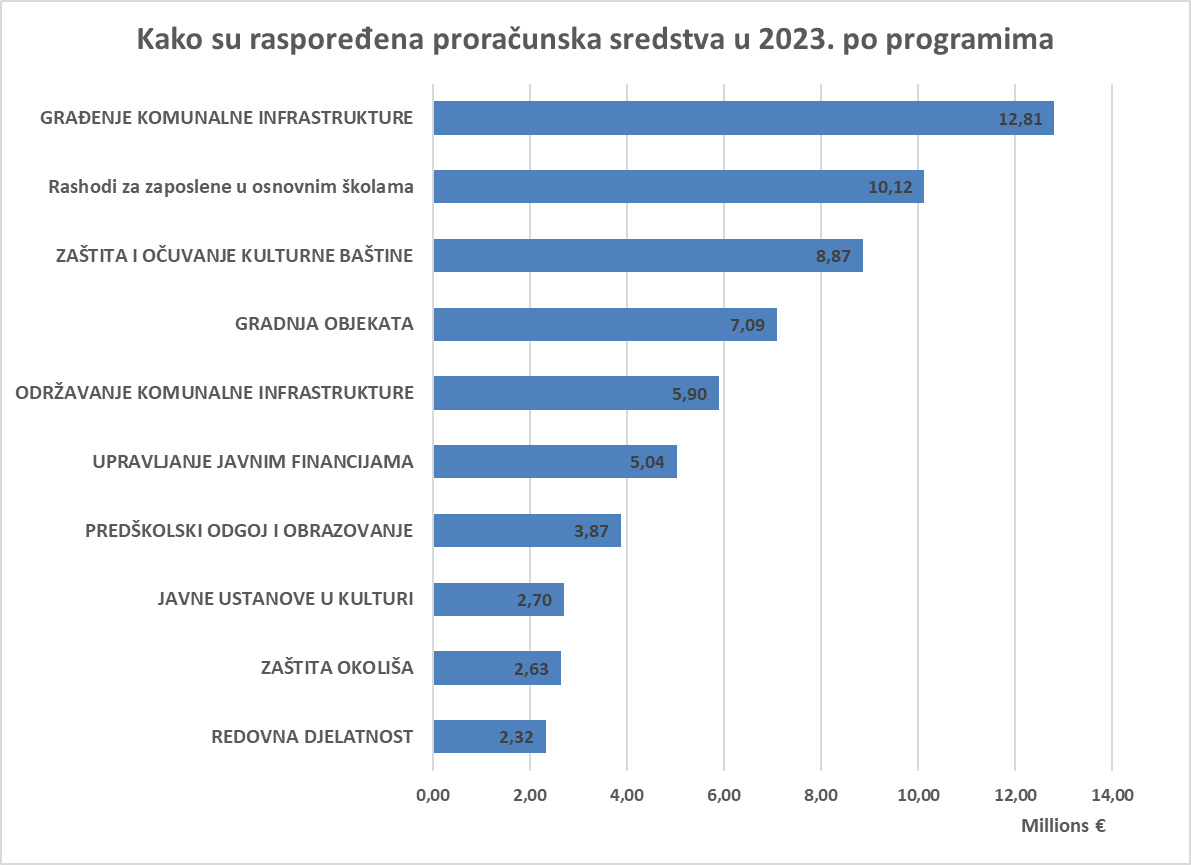 Kako su raspoređena proračunska sredstva u 2023. po programima
GRAĐENJE KOMUNALNE INFRASTRUKTURE 12,81
Rashodi za zaposlene u osnovnim školama 10,12
ZAŠTITA I OČUVANJE KULTURNE BAŠTINE 8,87
GRADNJA OBJEKATA 7,09
ODRŽAVANJE KOMUNALNE INFRASTRUKTURE 5,90
UPRAVLJANJE JAVNIM FINANCIJAMA 5,04
PREDŠKOLSKI ODGOJ I OBRAZOVANJE 3,87
JAVNE USTANOVE U KULTURI 2,70
ZAŠTITA OKOLIŠA 2,63
REDOVNA DJELATNOST 2,32
0,00 2,00 4,00 6,00 8,00 10,00 12,00 14,00
Millions €